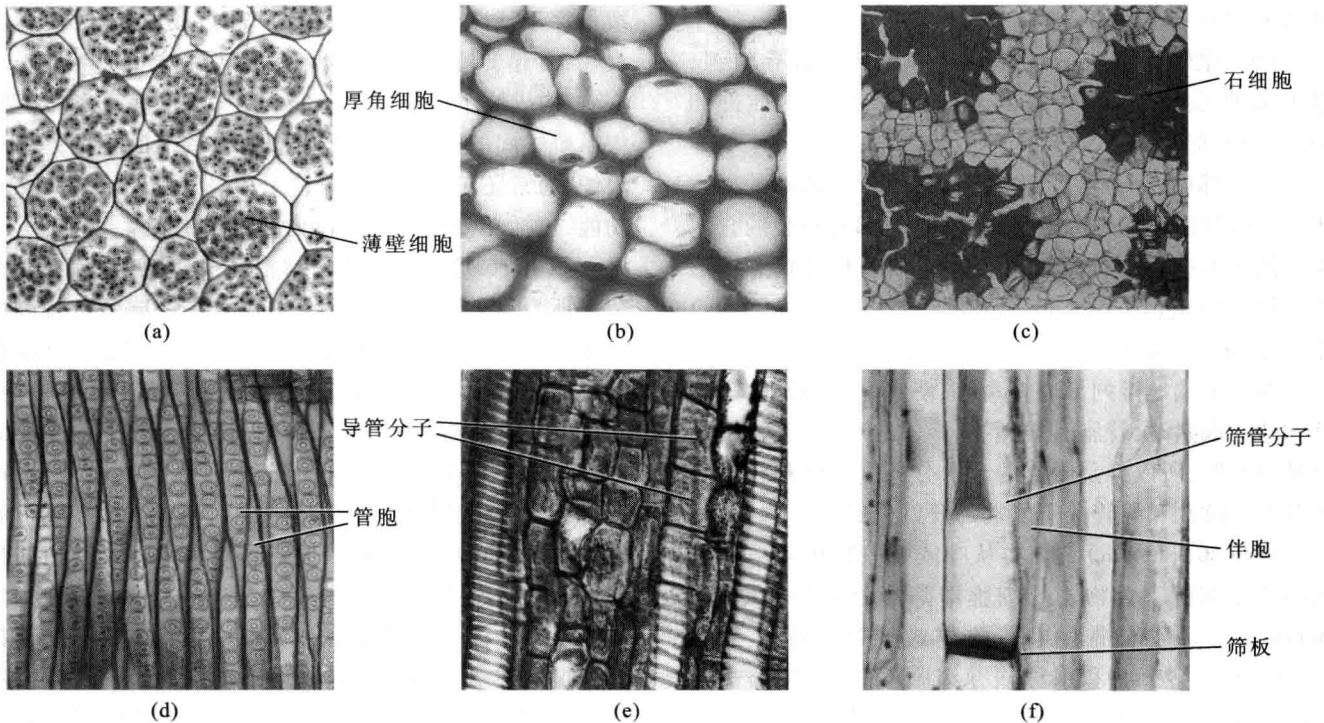 厚角细胞
石细胞
薄壁细胞
(a)
(b)
(c)
导管分子
筛管分子
管胞
伴胞
筛板
(d)
(e)
(f)